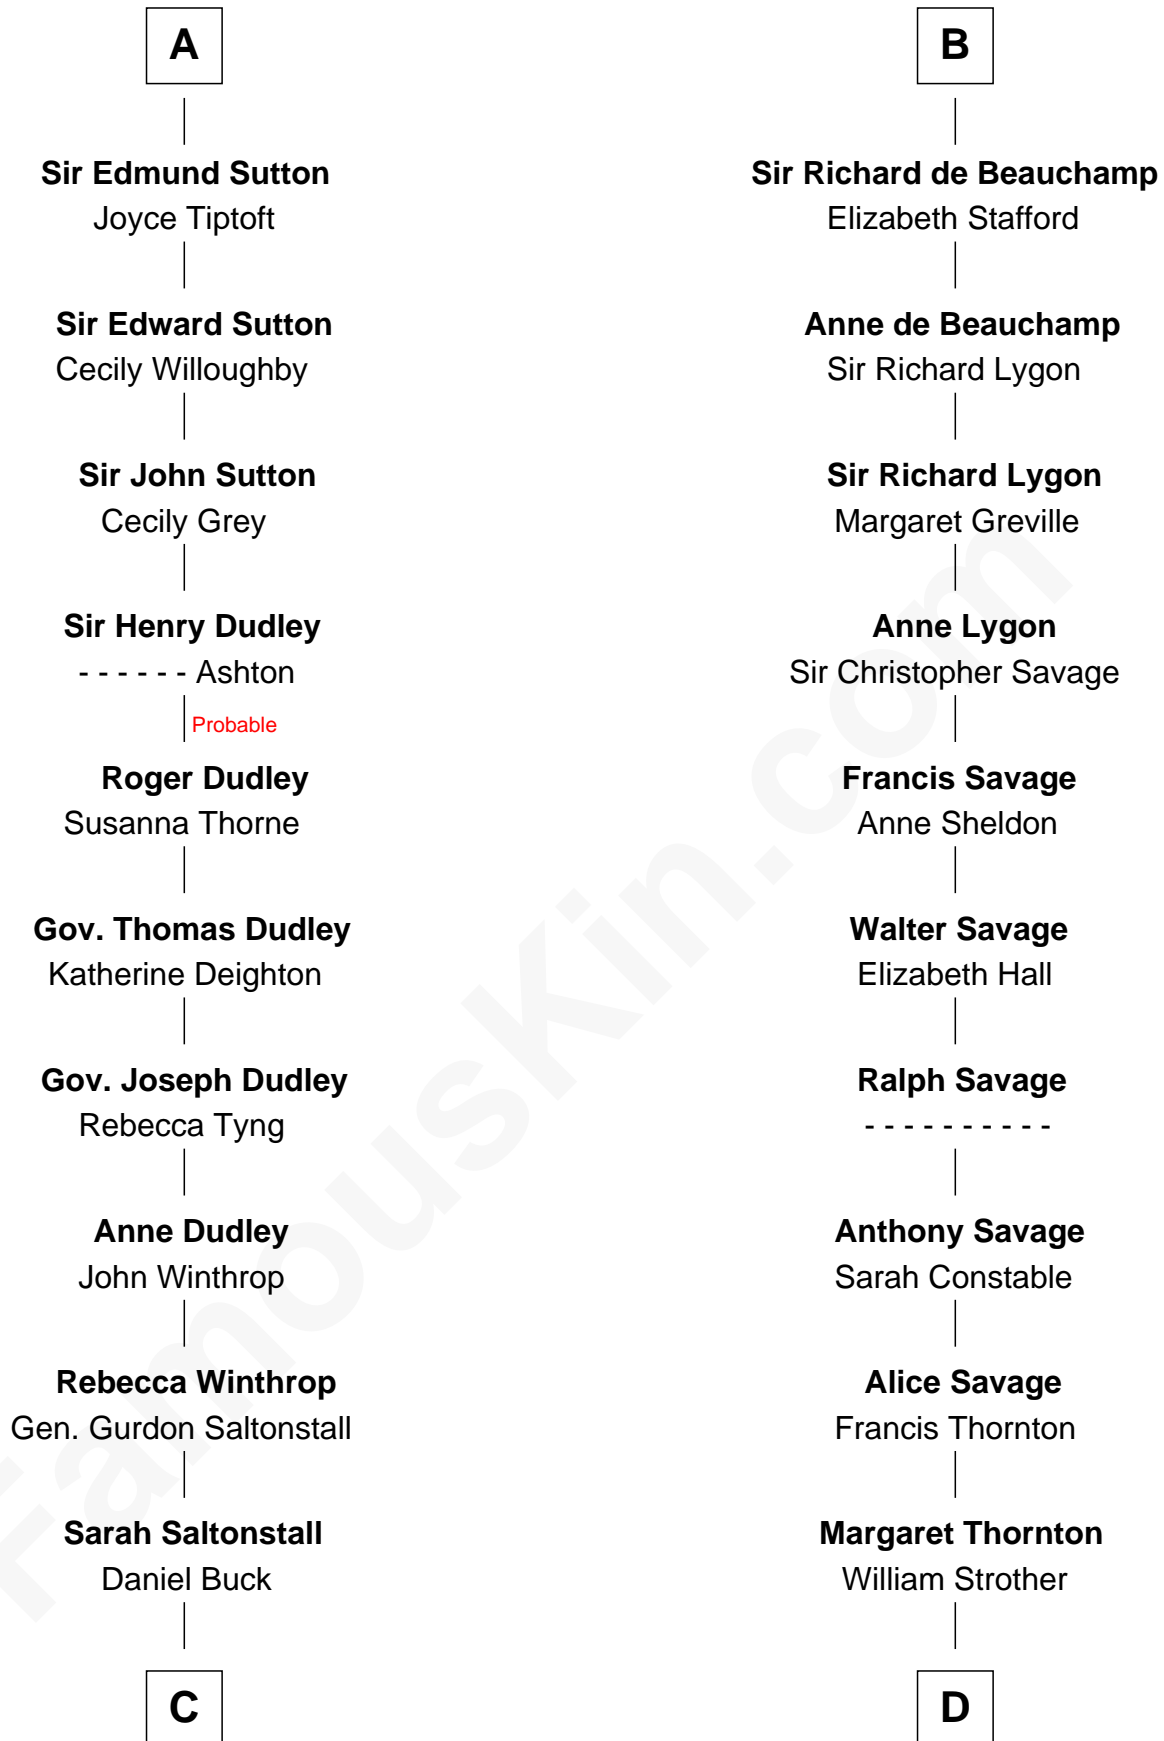 A
Sir Edmund Sutton
Joyce Tiptoft
Sir Edward Sutton
Cecily Willoughby
Sir John Sutton
Cecily Grey
Sir Henry Dudley
- - - - - - Ashton
Probable
Roger Dudley
Susanna Thorne
Gov. Thomas Dudley
Katherine Deighton
Gov. Joseph Dudley
Rebecca Tyng
Anne Dudley
John Winthrop
Rebecca Winthrop
Gen. Gurdon Saltonstall
Sarah Saltonstall
Daniel Buck
C
B
Sir Richard de Beauchamp
Elizabeth Stafford
Anne de Beauchamp
Sir Richard Lygon
Sir Richard Lygon
Margaret Greville
Anne Lygon
Sir Christopher Savage
Francis Savage
Anne Sheldon
Walter Savage
Elizabeth Hall
Ralph Savage
- - - - - - - - - -
Anthony Savage
Sarah Constable
Alice Savage
Francis Thornton
Margaret Thornton
William Strother
D
FamousKin.com